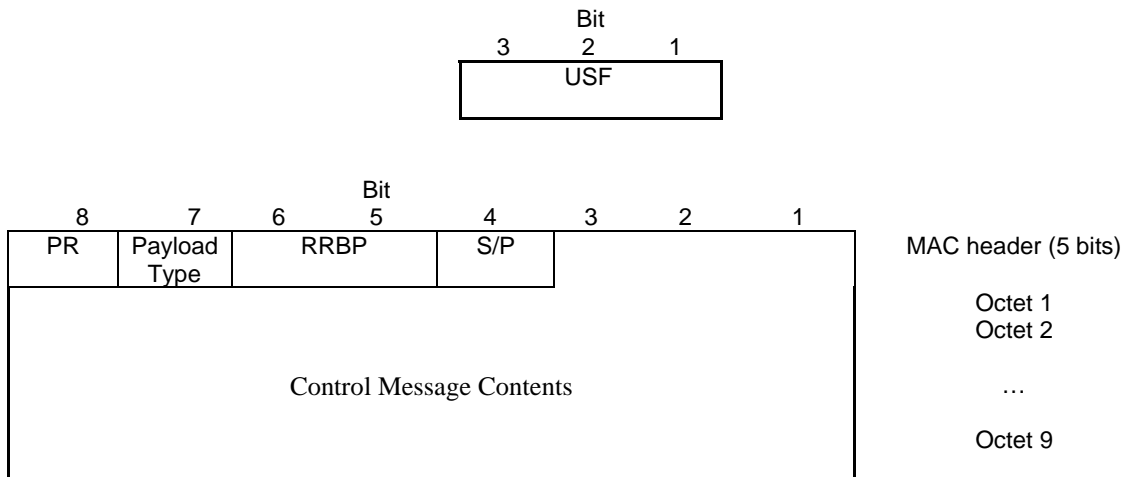 Bit
3 2 1
USF
Bit
8 7 6 5 4 3 2 1
PR Payload Type RRBP S/P MAC header (5 bits)
Octet 1
Octet 2
Control Message Contents …
Octet 9